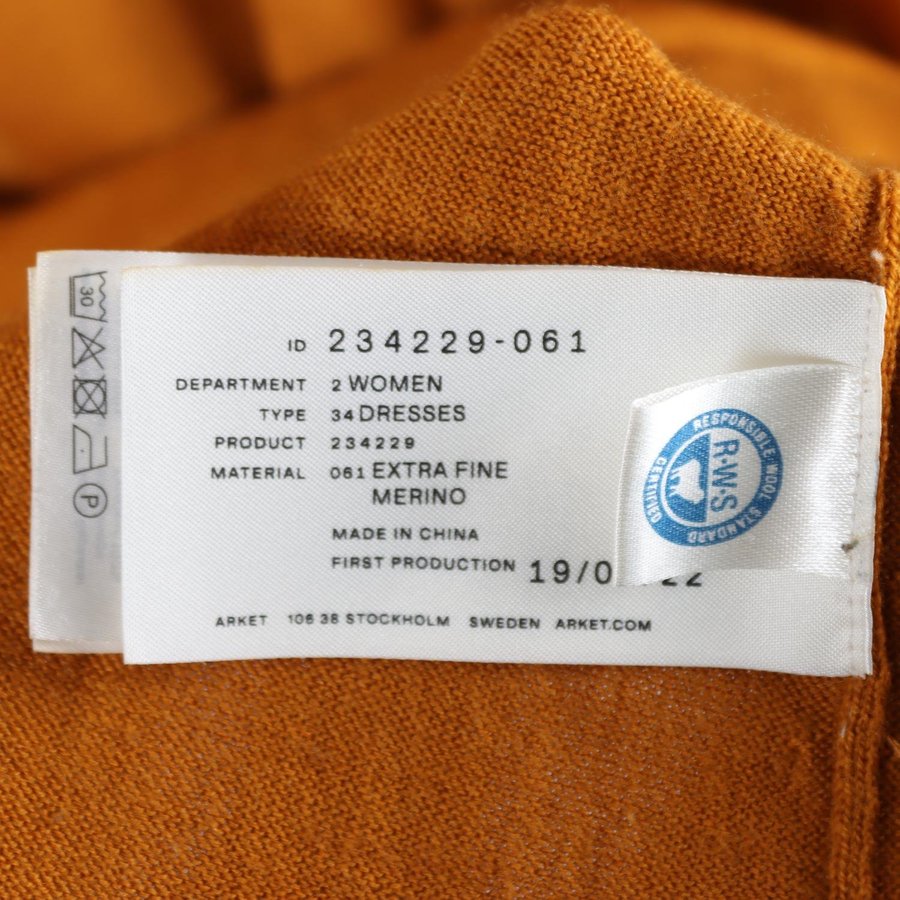 ID 234229-061
DEPARTMENT 2 WOMEN
TYPE 34 DRESSES
PRODUCT 234229
MATERIAL 061 EXTRA FINE
MERINO
MADE IN CHINA
FIRST PRODUCTION 19/0 22
ARKET 106 38 STOCKHOLM SWEDEN ARKET.COM
RESPONSIBLE WOOL STANDARD
CERTIFIED
R·W·S
30
P